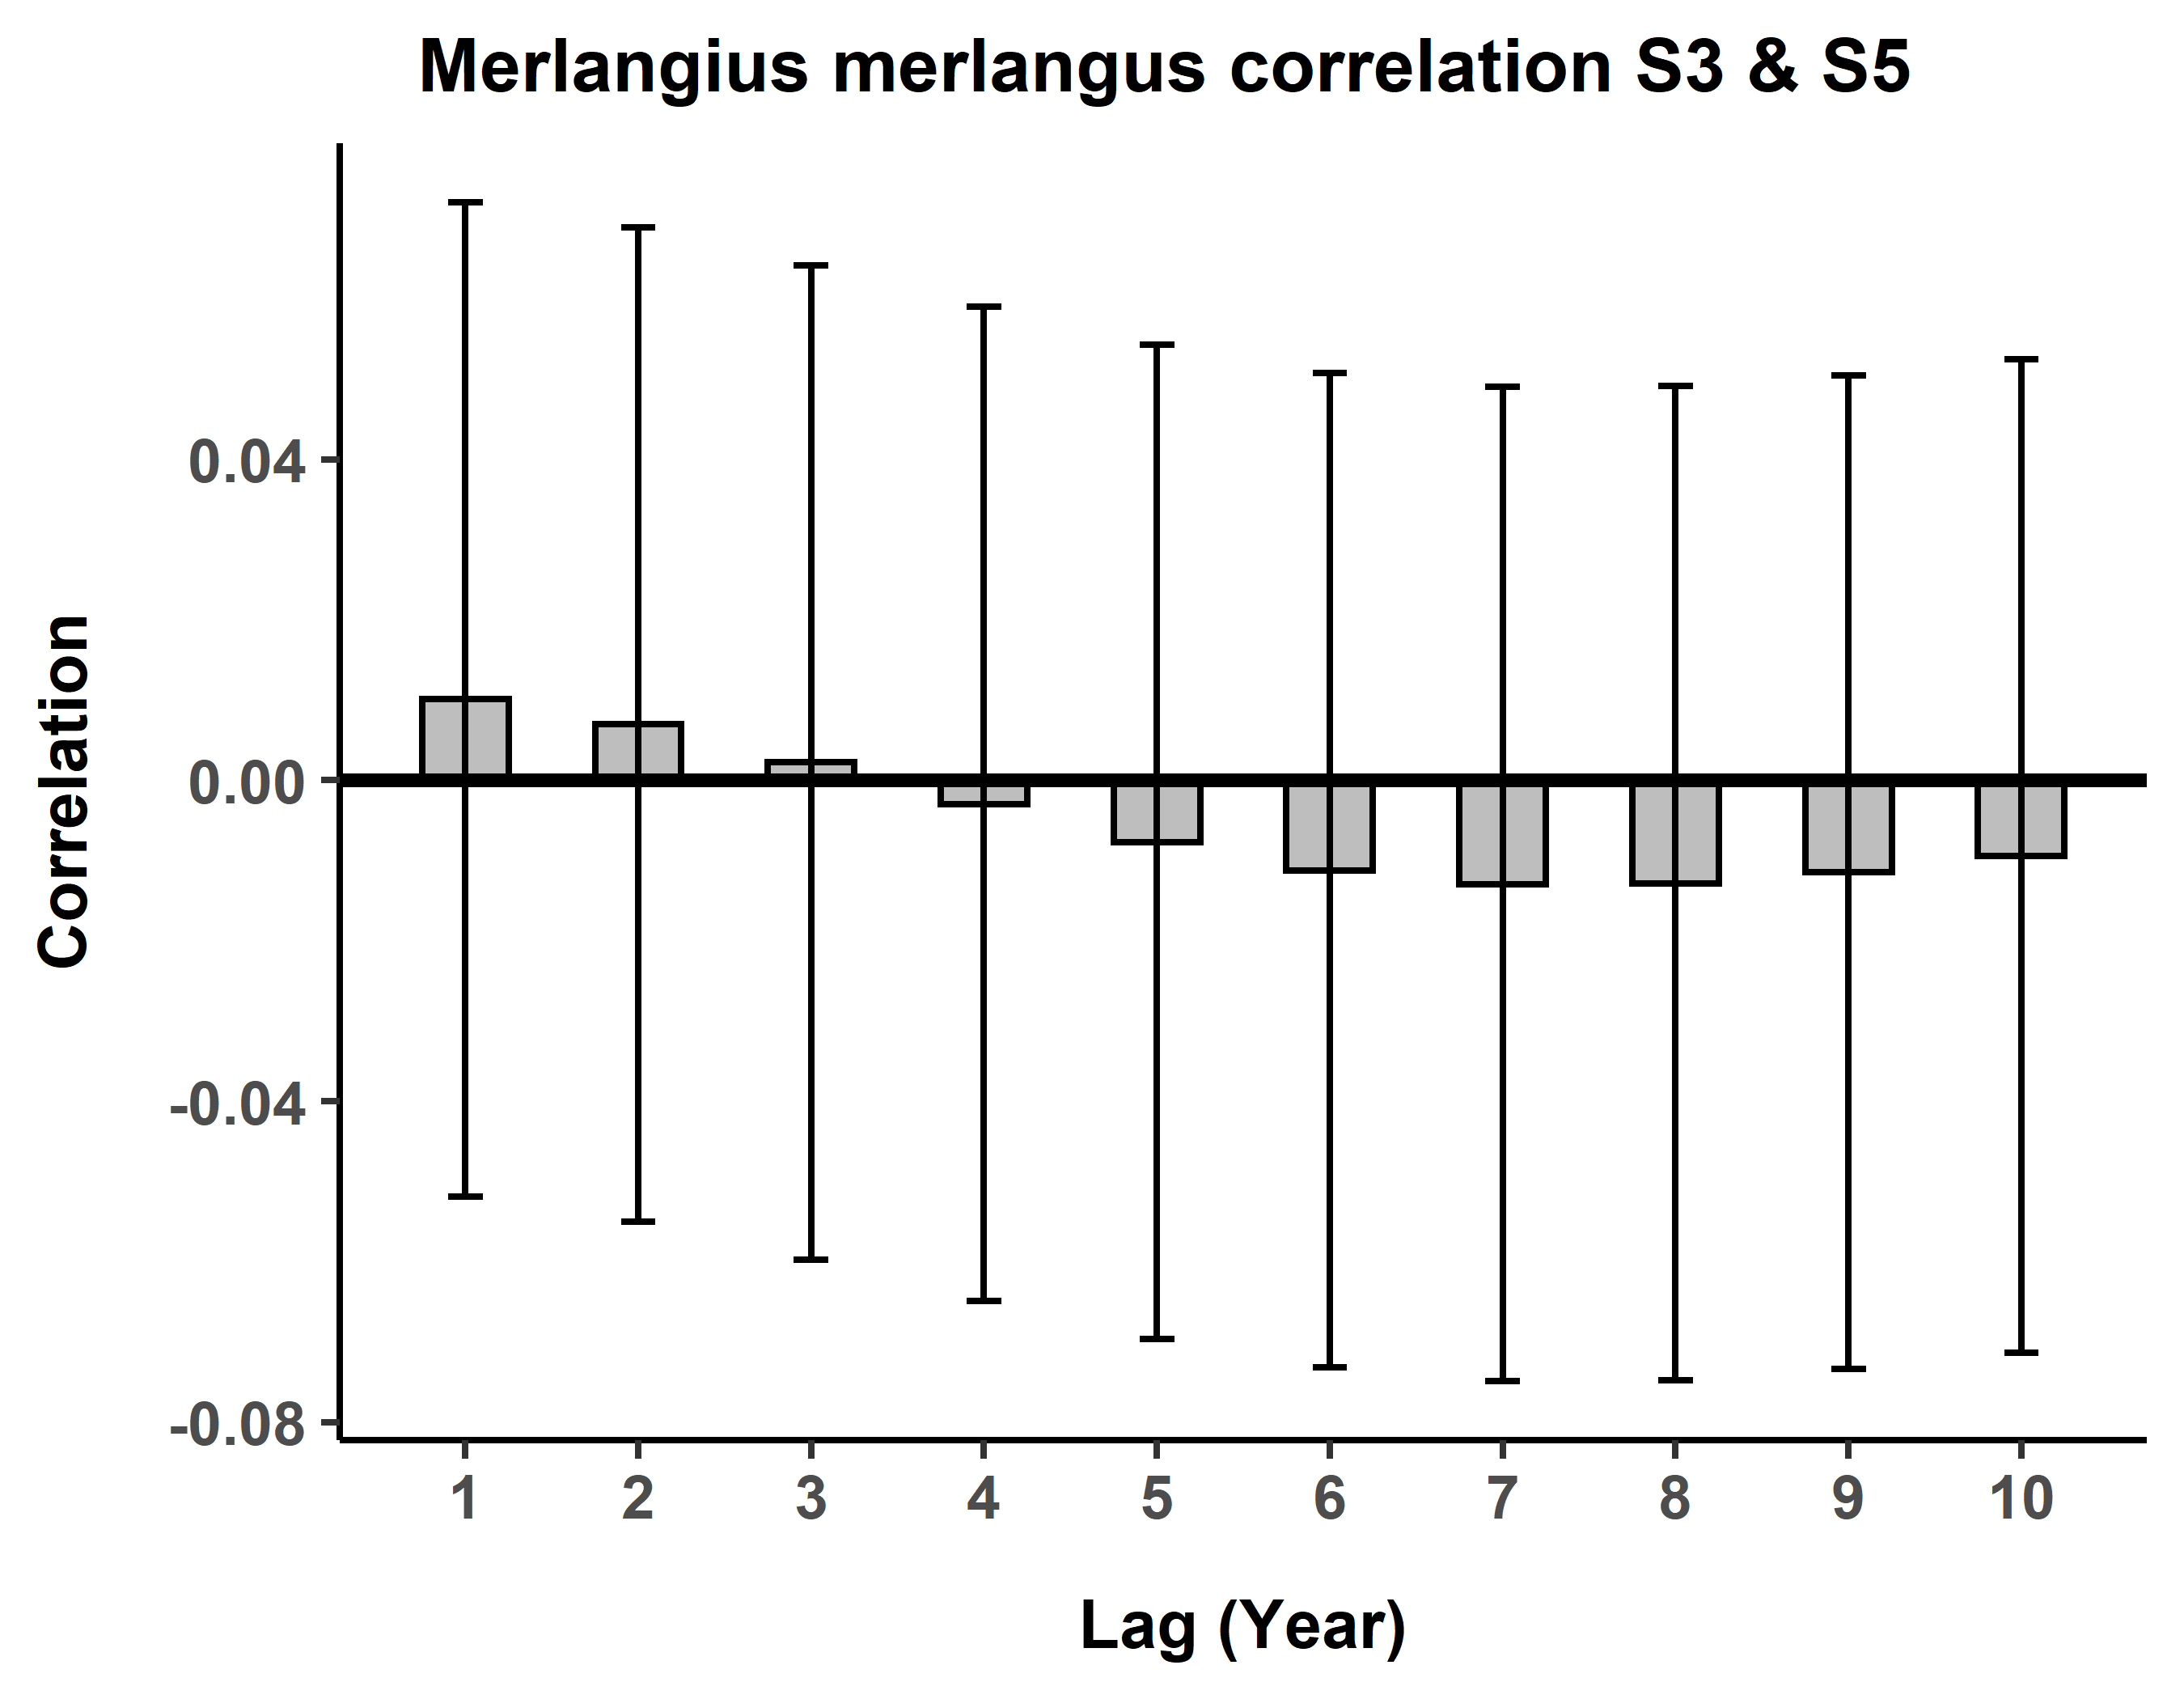 Merlangius merlangus correlation S3 & S5
Correlation
0.04
0.00
-0.04
-0.08
1 2 3 4 5 6 7 8 9 10
Lag (Year)